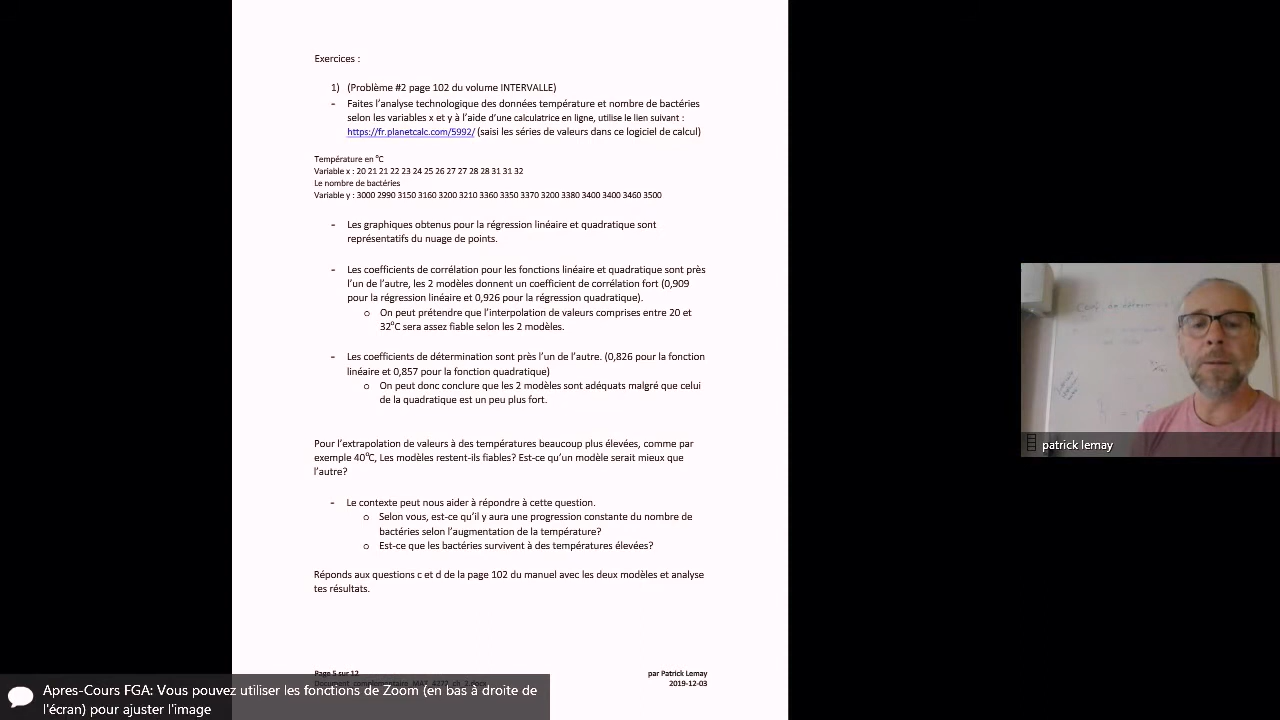 Exercices :
1) (Problème #2 page 102 du volume INTERVALLE)
- Faites l'analyse technologique des données température et nombre de bactéries
selon les variables x et y à l'aide d'une calculatrice en ligne, utilise le lien suivant :
https://fr.planetcalc.com/5992/ (saisi les séries de valeurs dans ce logiciel de calcul)
Température en °C
Variable x : 20 21 21 22 23 24 25 26 27 27 28 28 31 31 32
Le nombre de bactéries
Variable y : 3000 2990 3150 3160 3200 3210 3360 3350 3370 3200 3380 3400 3400 3460 3500
- Les graphiques obtenus pour la régression linéaire et quadratique sont
représentatifs du nuage de points.
- Les coefficients de corrélation pour les fonctions linéaire et quadratique sont près
l'un de l'autre, les 2 modèles donnent un coefficient de corrélation fort (0,909
pour la régression linéaire et 0,926 pour la régression quadratique).
o On peut prétendre que l'interpolation de valeurs comprises entre 20 et
32°C sera assez fiable selon les 2 modèles.
- Les coefficients de détermination sont près l'un de l'autre. (0,826 pour la fonction
linéaire et 0,857 pour la fonction quadratique)
o On peut donc conclure que les 2 modèles sont adéquats malgré que celui
de la quadratique est un peu plus fort.
Pour l'extrapolation de valeurs à des températures beaucoup plus élevées, comme par
exemple 40°C, Les modèles restent-ils fiables? Est-ce qu'un modèle serait mieux que
l'autre?
- Le contexte peut nous aider à répondre à cette question.
o Selon vous, est-ce qu'il y aura une progression constante du nombre de
bactéries selon l'augmentation de la température?
o Est-ce que les bactéries survivent à des températures élevées?
Réponds aux questions c et d de la page 102 du manuel avec les deux modèles et analyse
tes résultats.
Page 5 sur 12
par Patrick Lemay
2019-12-03
Apres-Cours FGA: Vous pouvez utiliser les fonctions de Zoom (en bas à droite de
l'écran) pour ajuster l'image
patrick lemay